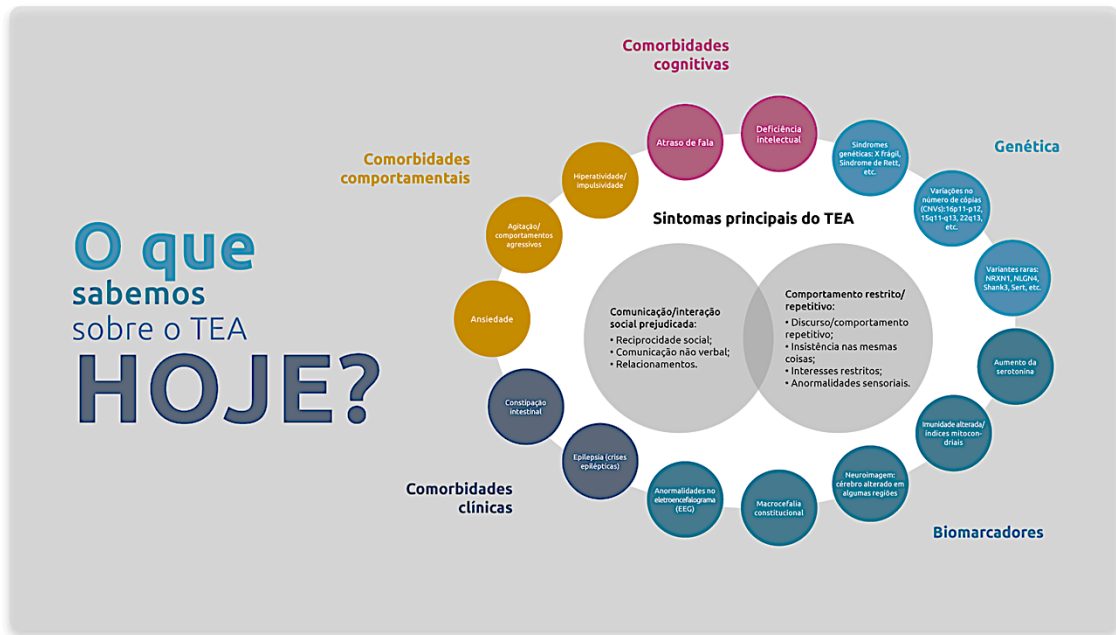 O que
sabemos
sobre o TEA
HOJE?
Comorbidades
cognitivas
Atraso de fala
Deficiência
intelectual
Genética
Síndromes
genéticas: X frágil,
Síndrome de Rett,
etc.
Variações no
número de cópias
(CNVs):16p11-p12,
15q11-q13, 22q13,
etc.
Variantes raras:
NRXN1, NLGN4,
Shank3, Sert, etc.
Comorbidades
comportamentais
Hiperatividade/
impulsividade
Agitação/
comportamentos
agressivos
Ansiedade
Sintomas principais do TEA
Comunicação/interação
social prejudicada:
• Reciprocidade social;
• Comunicação não verbal;
• Relacionamentos.
Comportamento restrito/
repetitivo:
• Discurso/comportamento
repetitivo;
• Insistência nas mesmas
coisas;
• Interesses restritos;
• Anormalidades sensoriais.
Comorbidades
clínicas
Constipação
intestinal
Epilepsia (crises
epilépticas)
Anormalidades no
eletroencefalograma
(EEG)
Macrocefalia
constitucional
Neuroimagem:
cérebro alterado em
algumas regiões
Imunidade alterada/
índices mitocon-
driais
Aumento da
serotonina
Biomarcadores